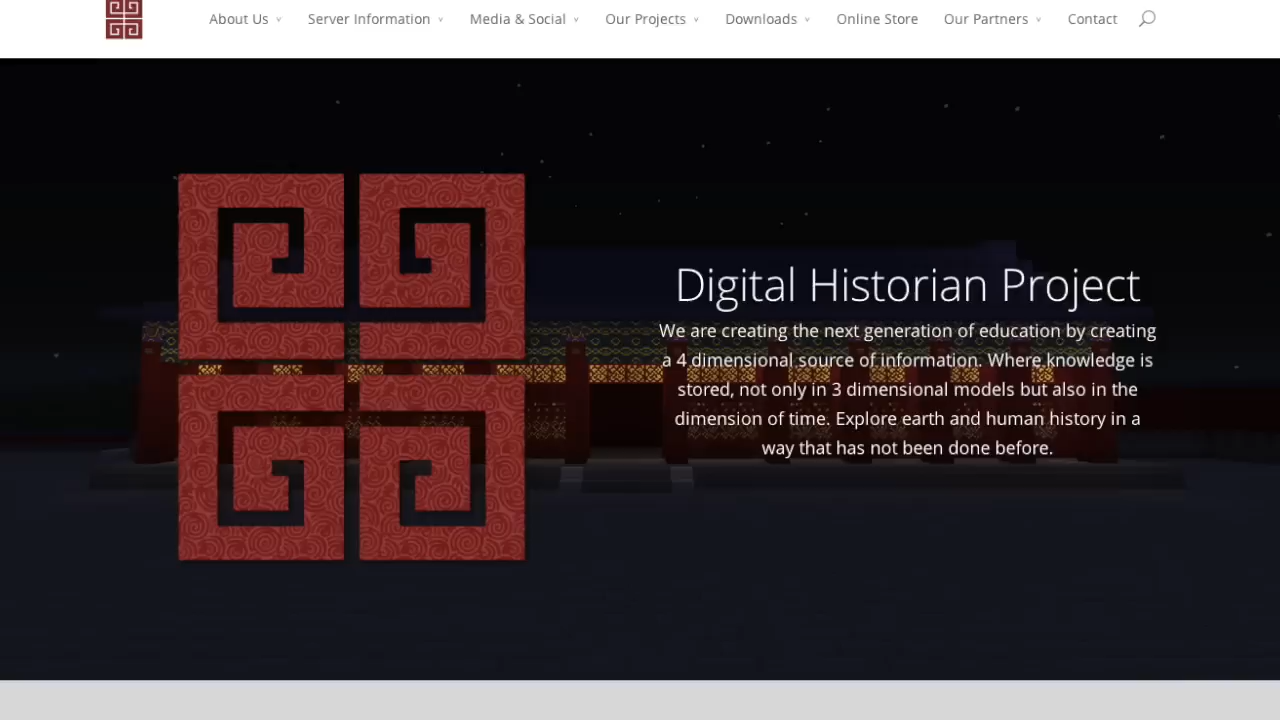 About Us Server Information Media & Social Our Projects Downloads Online Store Our Partners Contact
Digital Historian Project
We are creating the next generation of education by creating
a 4 dimensional source of information. Where knowledge is
stored, not only in 3 dimensional models but also in the
dimension of time. Explore earth and human history in a
way that has not been done before.